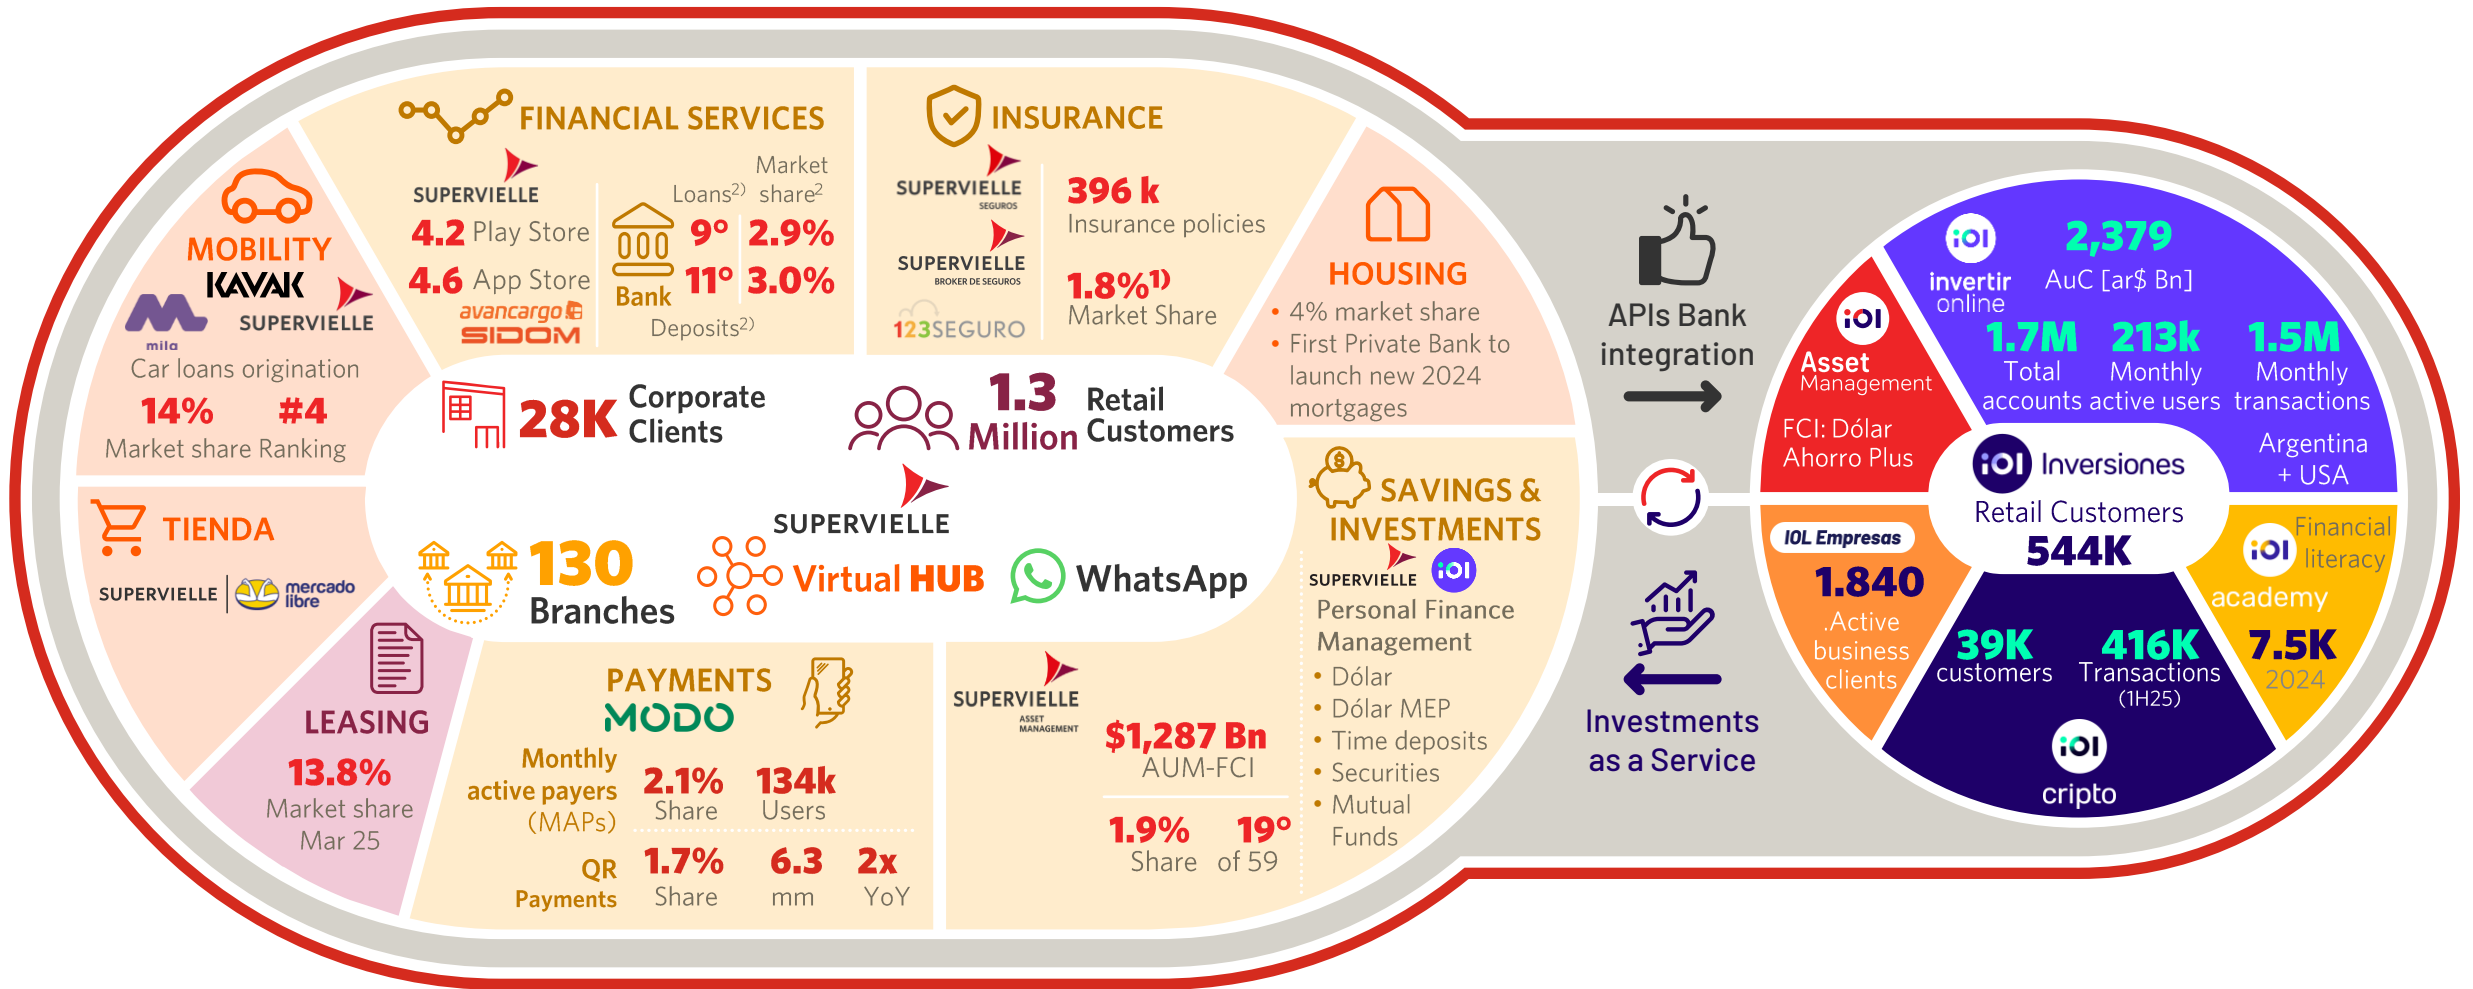 FINANCIAL SERVICES
SUPERVIELLE
4.2 Play Store
4.6 App Store
avancargo
SIDOM
Bank
Market
Loans2) share2
9° 2.9%
11° 3.0%
Deposits2)
INSURANCE
SUPERVIELLE
SEGUROS
SUPERVIELLE
BROKER DE SEGUROS
123SEGURO
396 k
Insurance policies
1.8%1)
Market Share
MOBILITY
KAVAK
mila
SUPERVIELLE
Car loans origination
14% #4
Market share Ranking
HOUSING
• 4% market share
• First Private Bank to
launch new 2024
mortgages
28K Corporate
Clients
1.3
Million
Retail
Customers
SUPERVIELLE
130
Branches
Virtual HUB
WhatsApp
TIENDA
SUPERVIELLE
mercado
libre
LEASING
13.8%
Market share
Mar 25
PAYMENTS
MODO
Monthly
active payers
(MAPs)
2.1% 134k
Share Users
QR
Payments
1.7% 6.3 2x
Share mm YoY
SUPERVIELLE
ASSET
MANAGEMENT
$1,287 Bn
AUM-FCI
1.9% 19°
Share of 59
SAVINGS &
INVESTMENTS
SUPERVIELLE
iOl
Personal Finance
Management
• Dólar
• Dólar MEP
• Time deposits
• Securities
• Mutual
Funds
APIs Bank
integration
Investments
as a Service
iOl
invertir
online
2,379
AuC [ar$ Bn]
1.7M 213k 1.5M
Total Monthly Monthly
accounts active users transactions
Argentina
+ USA
iOl
Asset
Management
FCI: Dólar
Ahorro Plus
iOl Inversiones
Retail Customers
544K
IOL Empresas
1.840
.Active
business
clients
39K 416K
customers Transactions
(1H25)
iOl
cripto
Financial
literacy
iOl
academy
7.5K
2024